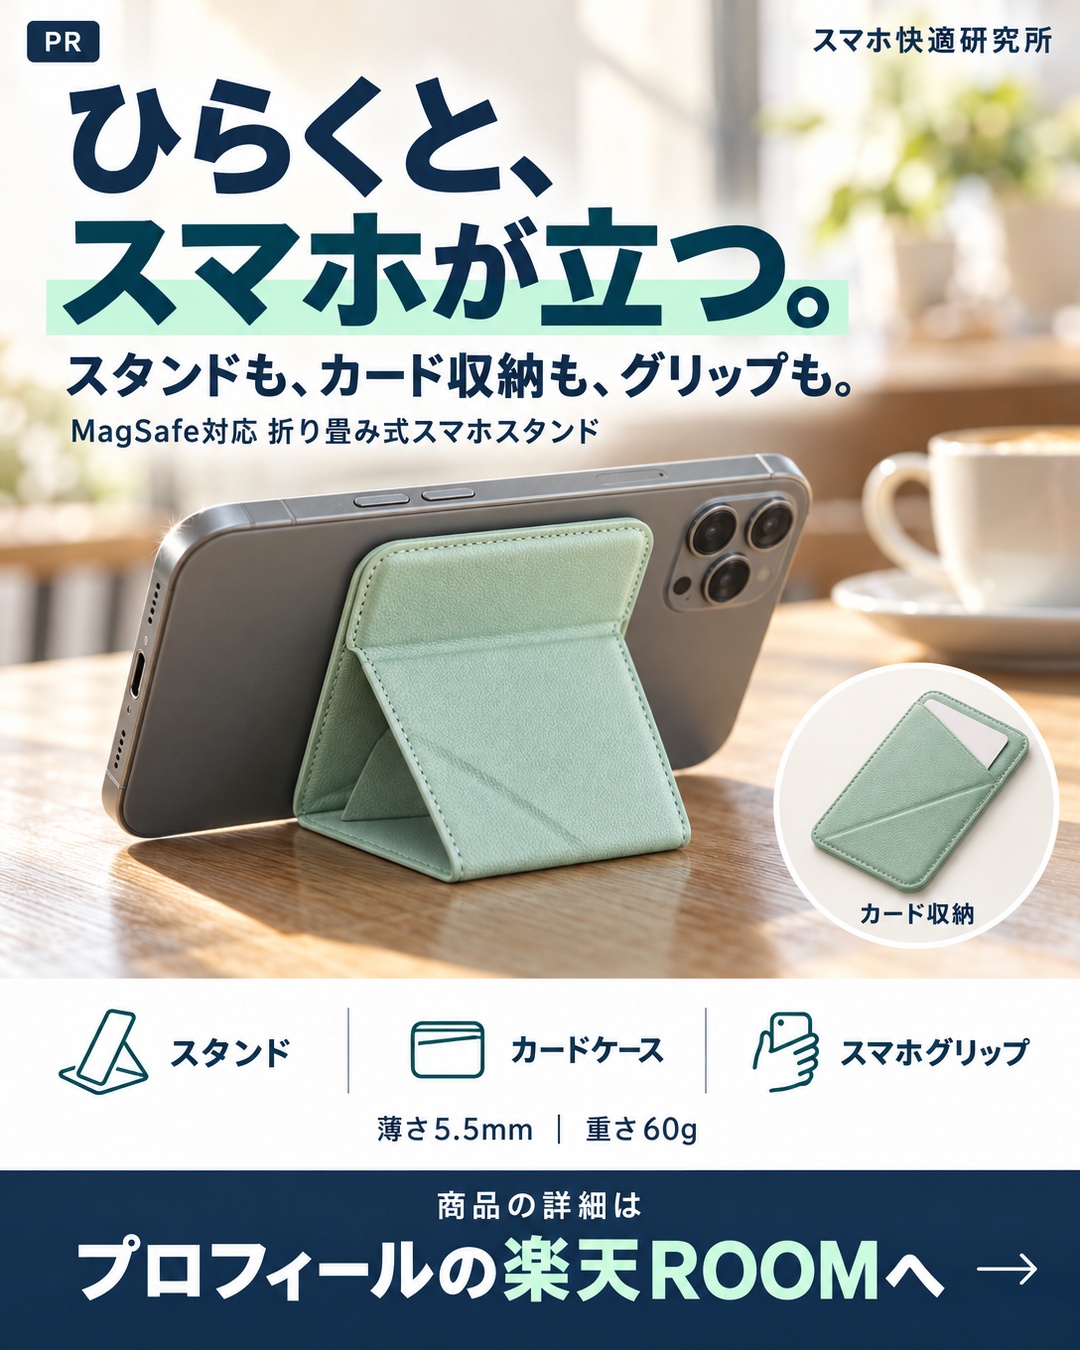 PR
スマホ快適研究所
ひらくと、
スマホが立つ。
スタンドも、カード収納も、グリップも。
MagSafe対応 折り畳み式スマホスタンド
カード収納
スタンド
カードケース
スマホグリップ
薄さ5.5mm | 重さ60g
商品の詳細は
プロフィールの楽天ROOMへ →